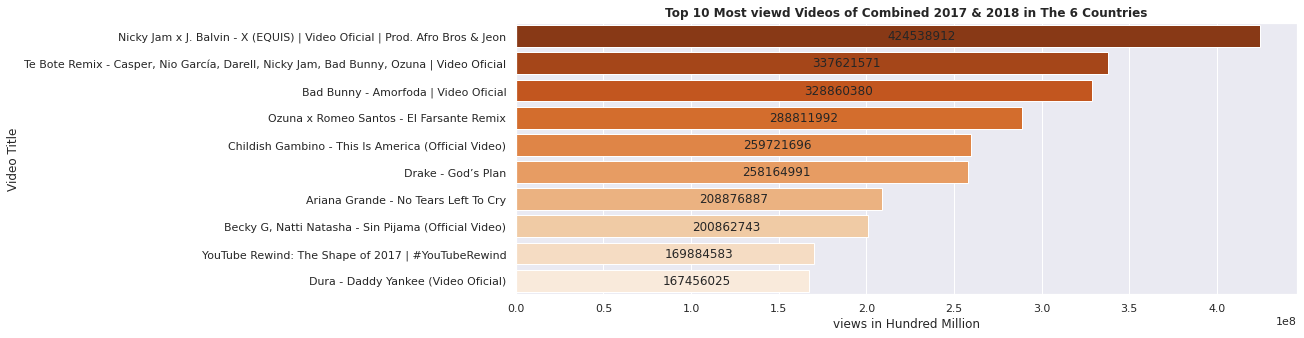 Top 10 Most viewd Videos of Combined 2017 & 2018 in The 6 Countries
Video Title
Nicky Jam x J. Balvin - X (EQUIS) | Video Oficial | Prod. Afro Bros & Jeon 424538912
Te Bote Remix - Casper, Nio García, Darell, Nicky Jam, Bad Bunny, Ozuna | Video Oficial 337621571
Bad Bunny - Amorfoda | Video Oficial 328860380
Ozuna x Romeo Santos - El Farsante Remix 288811992
Childish Gambino - This Is America (Official Video) 259721696
Drake - God’s Plan 258164991
Ariana Grande - No Tears Left To Cry 208876887
Becky G, Natti Natasha - Sin Pijama (Official Video) 200862743
YouTube Rewind: The Shape of 2017 | #YouTubeRewind 169884583
Dura - Daddy Yankee (Video Oficial) 167456025
0.0 0.5 1.0 1.5 2.0 2.5 3.0 3.5 4.0
1e8
views in Hundred Million